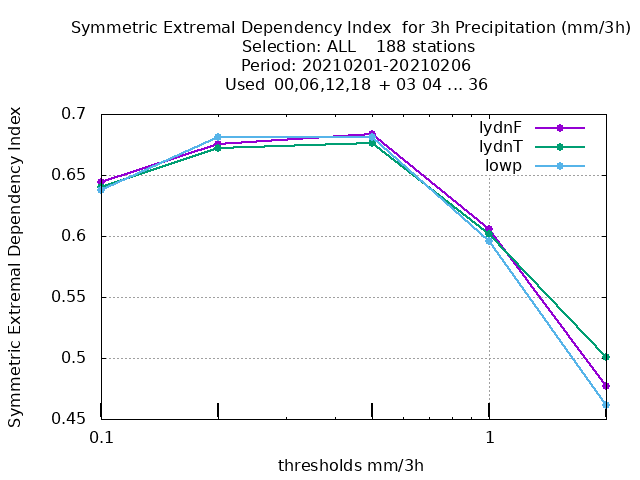 Symmetric Extremal Dependency Index  for 3h Precipitation (mm/3h)
Selection: ALL    188 stations
Period: 20210201-20210206
Used  00,06,12,18  + 03 04 ... 36
Symmetric Extremal Dependency Index
0.7
0.65
0.6
0.55
0.5
0.45
lydnF
lydnT
lowp
0.1
1
thresholds mm/3h